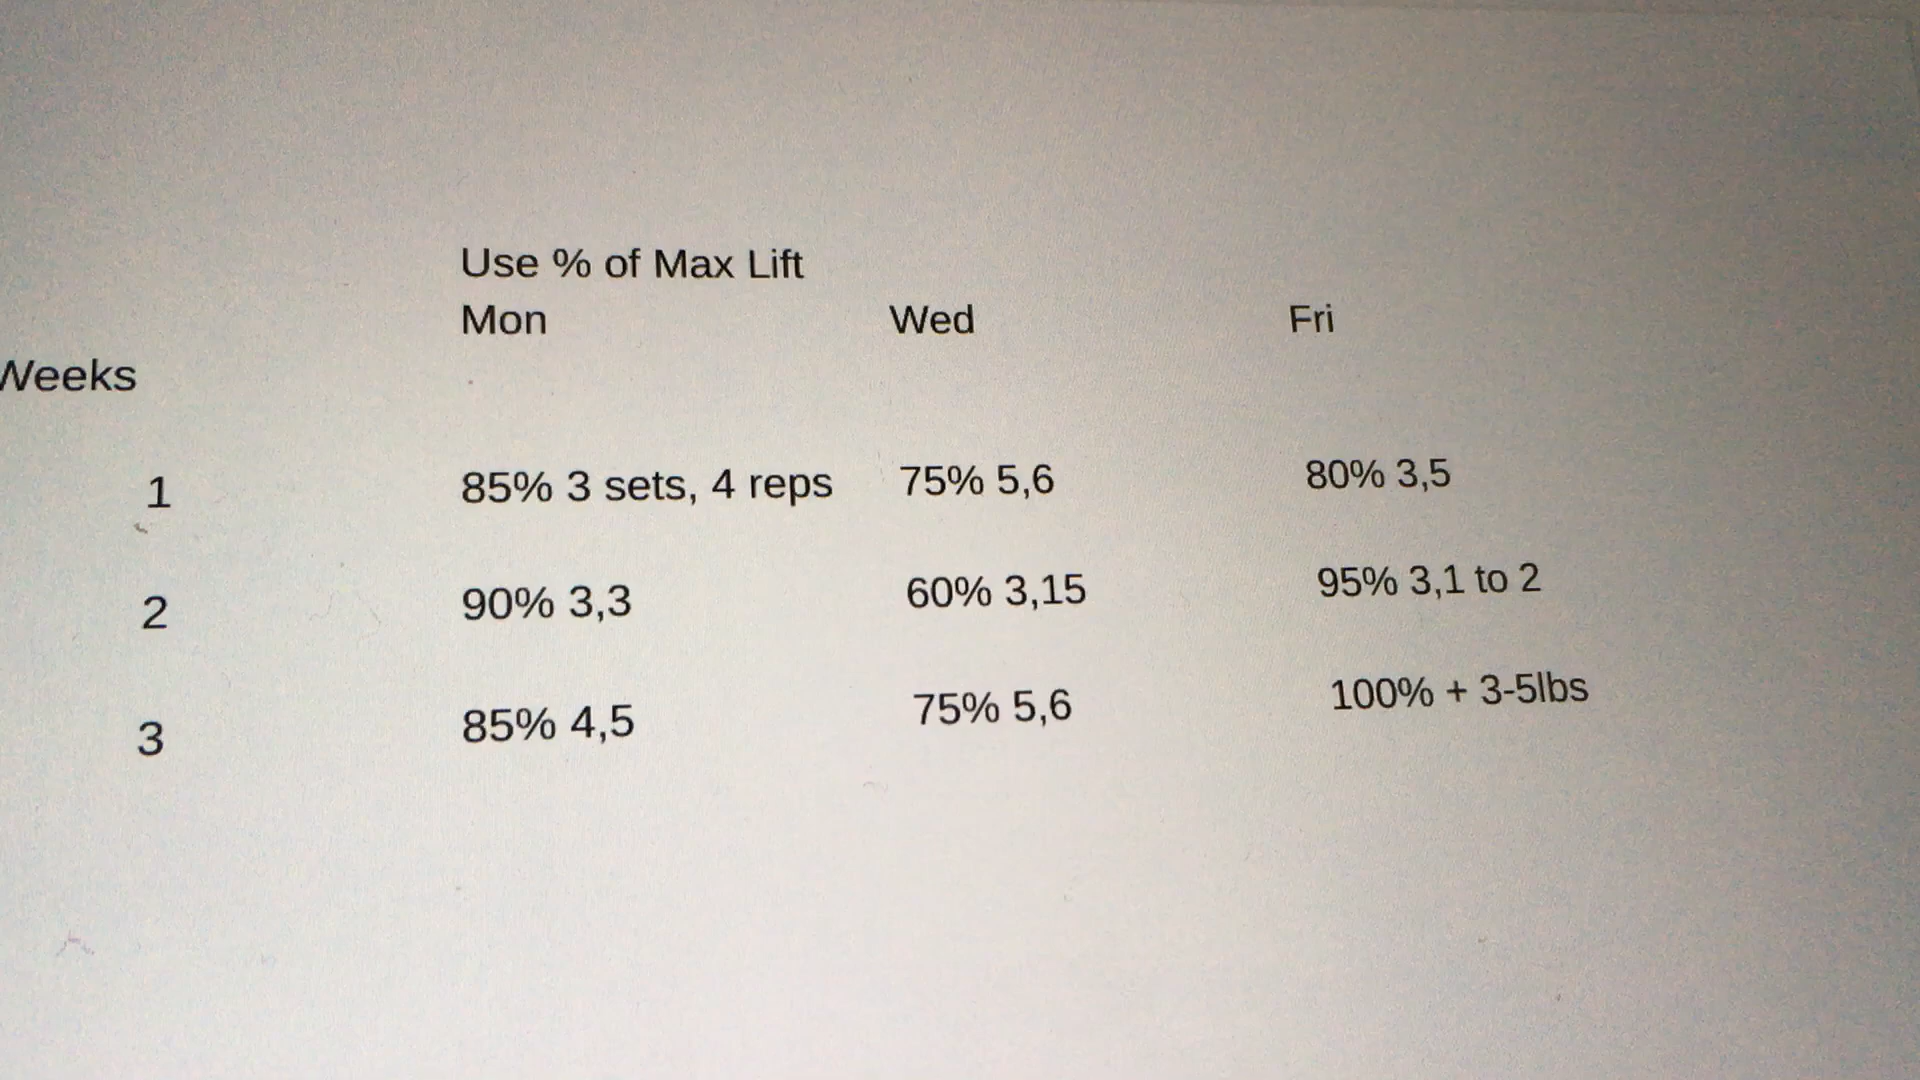 Use % of Max Lift
Mon Wed Fri
Weeks
1 85% 3 sets, 4 reps 75% 5,6 80% 3,5
2 90% 3,3 60% 3,15 95% 3,1 to 2
3 85% 4,5 75% 5,6 100% + 3-5lbs